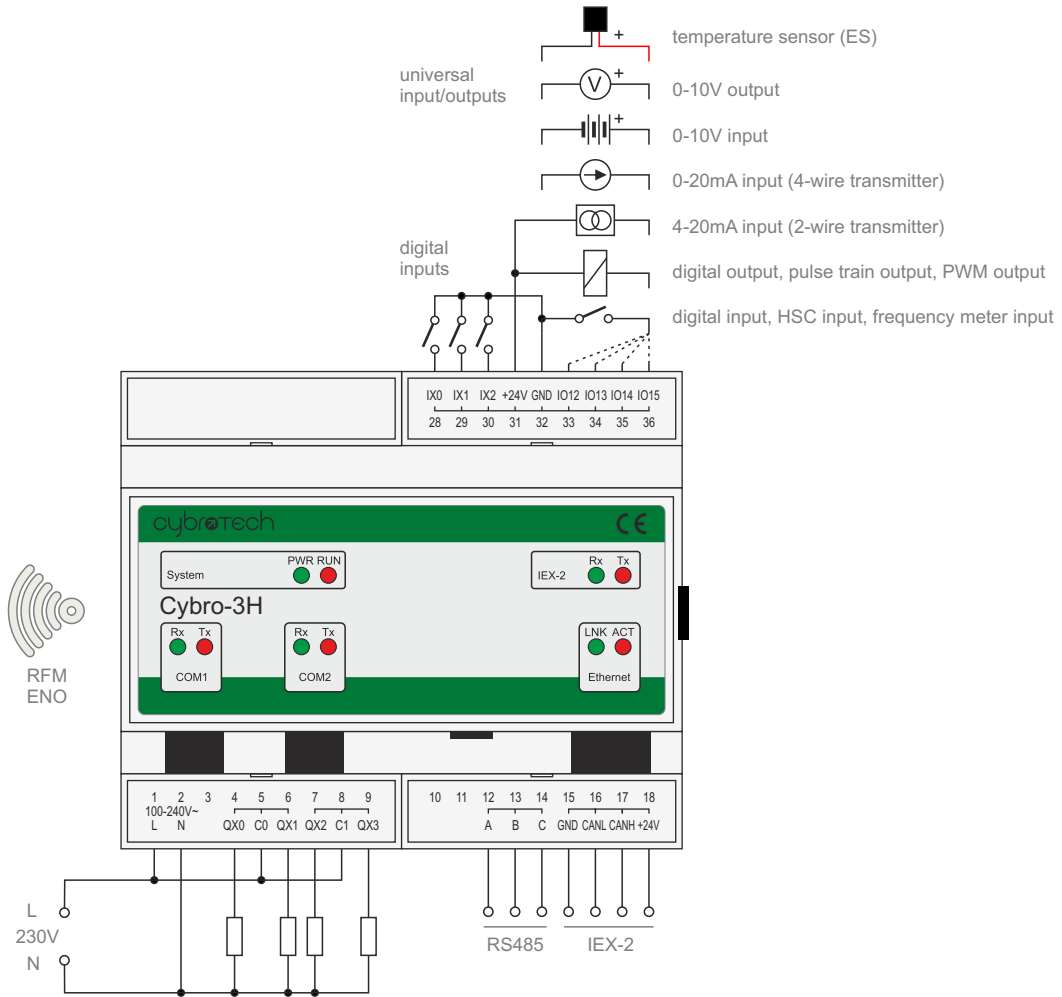 temperature sensor (ES)
+
universal
input/outputs
V
+
0-10V output
+
0-10V input
0-20mA input (4-wire transmitter)
4-20mA input (2-wire transmitter)
digital
inputs
digital output, pulse train output, PWM output
digital input, HSC input, frequency meter input
IX0 IX1 IX2 +24V GND IO12 IO13 IO14 IO15
28 29 30 31 32 33 34 35 36
cybrotech
CE
System
PWR RUN
IEX-2
Rx Tx
Cybro-3H
Rx Tx
COM1
Rx Tx
COM2
LNK ACT
Ethernet
RFM
ENO
1 2 3 4 5 6 7 8 9
100-240V~
L N QX0 C0 QX1 QX2 C1 QX3
10 11 12 13 14 15 16 17 18
A B C GND CANL CANH +24V
L
230V
N
RS485
IEX-2